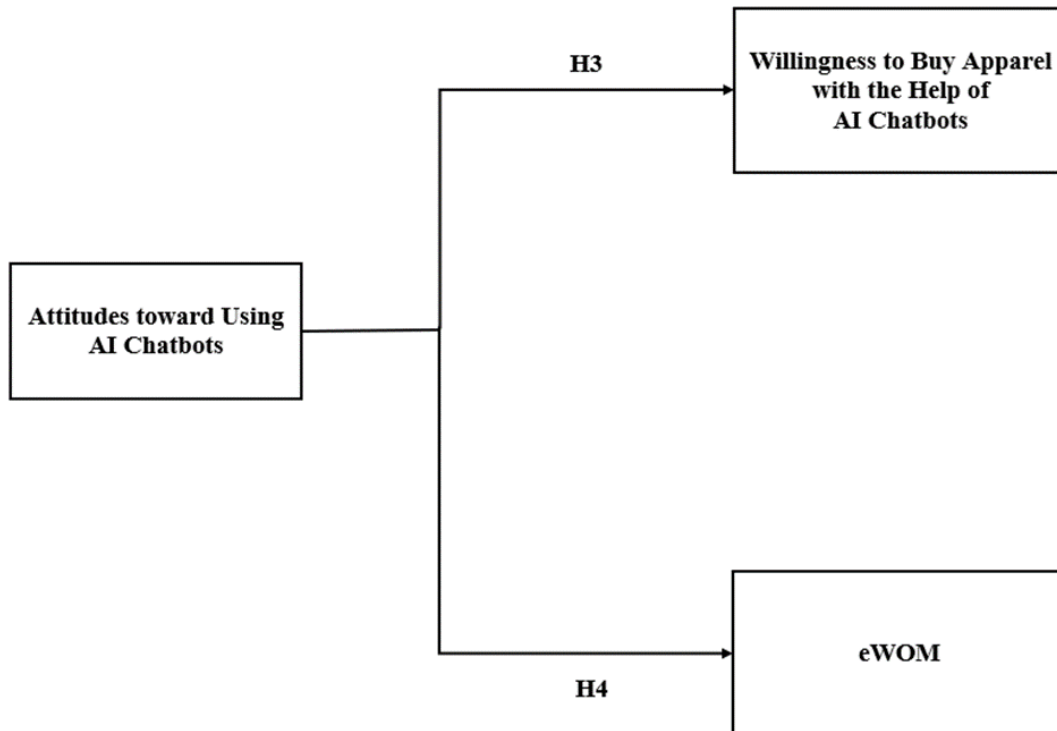 H3
Willingness to Buy Apparel
with the Help of
AI Chatbots
Attitudes toward Using
AI Chatbots
eWOM
H4